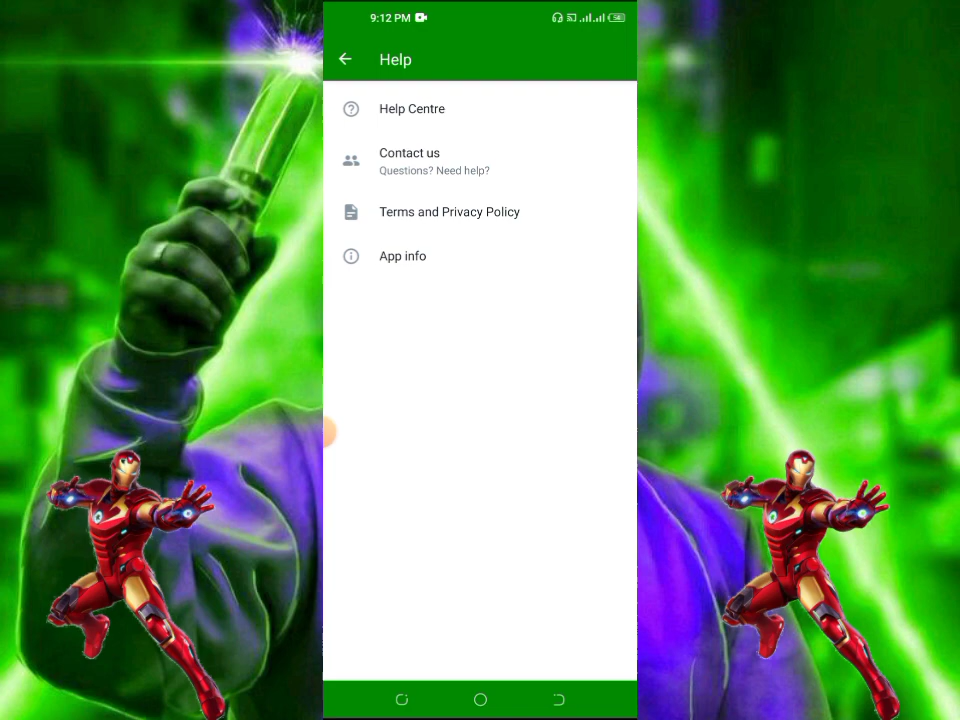 9:12 PM
Help
Help Centre
Contact us
Questions? Need help?
Terms and Privacy Policy
App info